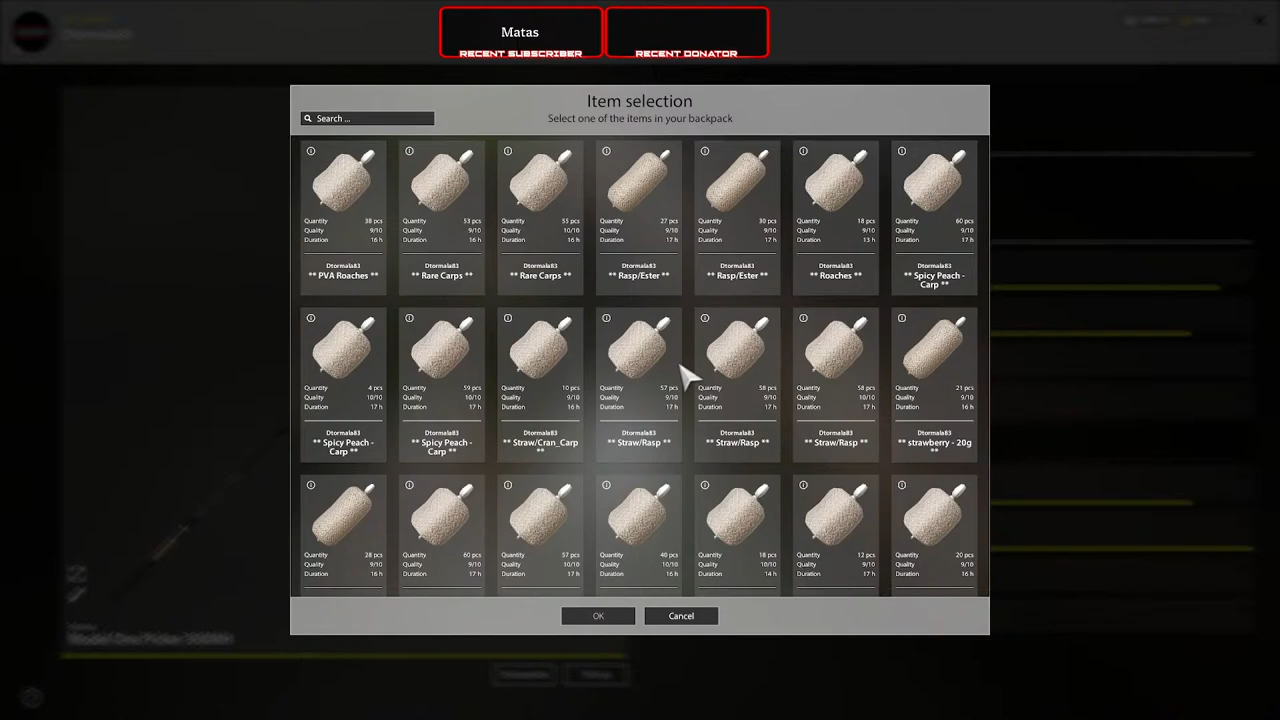 Matas
RECENT SUBSCRIBER
RECENT DONATOR
Item selection
Search ...
Select one of the items in your backpack
Quantity 38 pcs
Quality 9/10
Duration 16 h
Dtormala83
** PVA Roaches **
Quantity 53 pcs
Quality 9/10
Duration 16 h
Dtormala83
** Rare Carps **
Quantity 55 pcs
Quality 10/10
Duration 16 h
Dtormala83
** Rare Carps **
Quantity 27 pcs
Quality 9/10
Duration 17 h
Dtormala83
** Rasp/Ester **
Quantity 30 pcs
Quality 9/10
Duration 17 h
Dtormala83
** Rasp/Ester **
Quantity 18 pcs
Quality 9/10
Duration 13 h
Dtormala83
** Roaches **
Quantity 60 pcs
Quality 9/10
Duration 17 h
Dtormala83
** Spicy Peach -
Carp **
Quantity 4 pcs
Quality 10/10
Duration 17 h
Dtormala83
** Spicy Peach -
Carp **
Quantity 59 pcs
Quality 10/10
Duration 17 h
Dtormala83
** Spicy Peach -
Carp **
Quantity 10 pcs
Quality 9/10
Duration 16 h
Dtormala83
** Straw/Cran_Carp
**
Quantity 57 pcs
Quality 9/10
Duration 17 h
Dtormala83
** Straw/Rasp **
Quantity 58 pcs
Quality 9/10
Duration 17 h
Dtormala83
** Straw/Rasp **
Quantity 58 pcs
Quality 10/10
Duration 17 h
Dtormala83
** Straw/Rasp **
Quantity 21 pcs
Quality 9/10
Duration 16 h
Dtormala83
** strawberry - 20g
**
Quantity 28 pcs
Quality 9/10
Duration 16 h
Quantity 60 pcs
Quality 9/10
Duration 17 h
Quantity 57 pcs
Quality 10/10
Duration 17 h
Quantity 40 pcs
Quality 10/10
Duration 16 h
Quantity 18 pcs
Quality 10/10
Duration 14 h
Quantity 12 pcs
Quality 9/10
Duration 17 h
Quantity 20 pcs
Quality 9/10
Duration 16 h
OK
Cancel